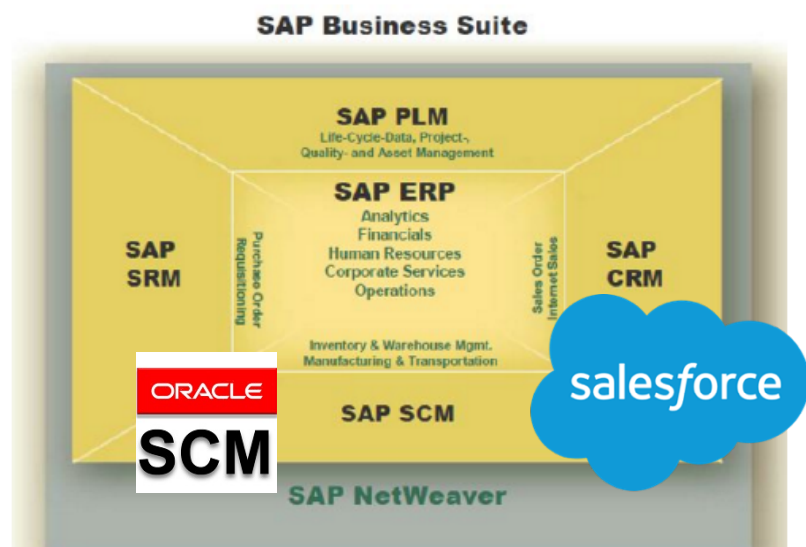 SAP Business Suite
SAP PLM
Life-Cycle-Data, Project-,
Quality- and Asset Management
SAP ERP
Analytics
Financials
Human Resources
Corporate Services
Operations
SAP
SRM
Purchase Order
Requisitioning
Sales Order
Internet Sales
SAP
CRM
Inventory & Warehouse Mgmt.
Manufacturing & Transportation
ORACLE
SCM
SAP SCM
salesforce
SAP NetWeaver